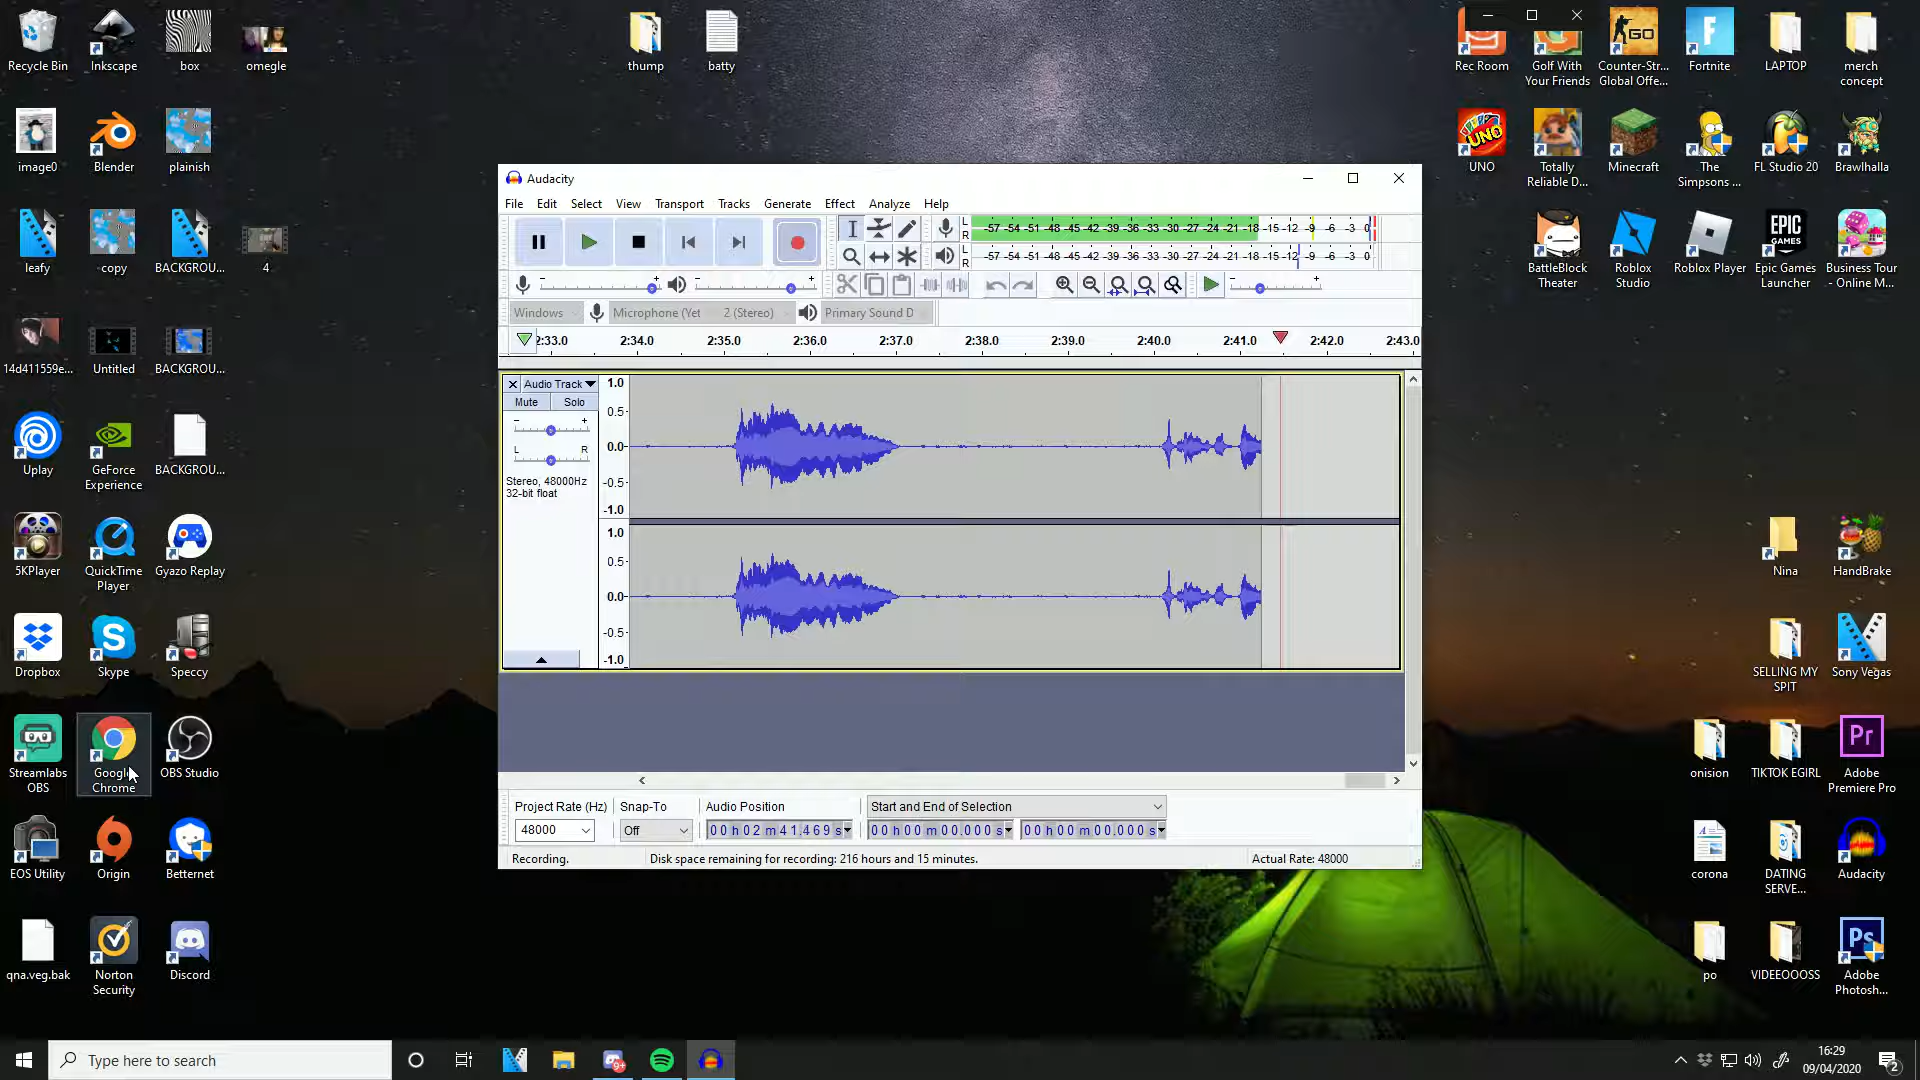 Recycle Bin
Inkscape
box
omegle
thump
batty
Rec Room
Golf With
Your Friends
Counter-Str...
Global Offe...
Fortnite
LAPTOP
merch
concept
image0
Blender
plainish
UNO
Totally
Reliable D...
Minecraft
The
Simpsons ...
FL Studio 20
Brawlhalla
leafy
copy
BACKGROU...
4
BattleBlock
Theater
Roblox
Studio
Roblox Player
Epic Games
Launcher
Business Tour
- Online M...
14d411559e...
Untitled
BACKGROU...
Uplay
GeForce
Experience
BACKGROU...
5KPlayer
QuickTime
Player
Gyazo Replay
Nina
HandBrake
Dropbox
Skype
Speccy
SELLING MY
SPIT
Sony Vegas
Streamlabs
OBS
Google
Chrome
OBS Studio
onision
TIKTOK EGIRL
Adobe
Premiere Pro
EOS Utility
Origin
Betternet
corona
DATING
SERVE...
Audacity
qna.veg.bak
Norton
Security
Discord
po
VIDEEOOOSS
Adobe
Photosh...
Audacity
File Edit Select View Transport Tracks Generate Effect Analyze Help
L
R
-57 -54 -51 -48 -45 -42 -39 -36 -33 -30 -27 -24 -21 -18 -15 -12 -9 -6 -3 0
L
R
-57 -54 -51 -48 -45 -42 -39 -36 -33 -30 -27 -24 -21 -18 -15 -12 -9 -6 -3 0
Windows
Microphone (Yet
2 (Stereo)
Primary Sound D
2:33.0 2:34.0 2:35.0 2:36.0 2:37.0 2:38.0 2:39.0 2:40.0 2:41.0 2:42.0 2:43.0
Audio Track
Mute Solo
L R
Stereo, 48000Hz
32-bit float
1.0
0.5
0.0
-0.5
-1.0
1.0
0.5
0.0
-0.5
-1.0
Project Rate (Hz)
Snap-To
Audio Position
Start and End of Selection
48000
Off
00 h 02 m 41.469 s
00 h 00 m 00.000 s
00 h 00 m 00.000 s
Recording.
Disk space remaining for recording: 216 hours and 15 minutes.
Actual Rate: 48000
Type here to search
9+
16:29
09/04/2020
2
GO
F
UNO
EPIC
GAMES
Pr
Ps